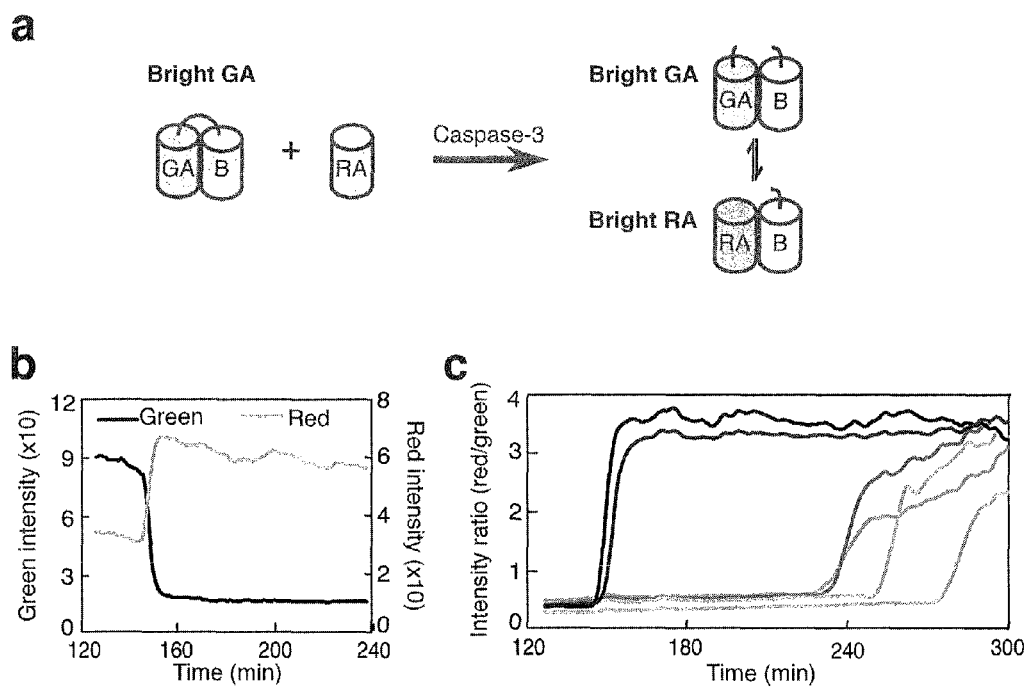 a
Bright GA
GA B
+
RA
Caspase-3
Bright GA
GA B
Bright RA
RA B
b
Green intensity (x10)
12
9
6
3
0
Green
Red
8
6
4
2
0
Red intensity (x10)
120 160 200 240
Time (min)
c
Intensity ratio (red/green)
4
3
2
1
0
120 180 240 300
Time (min)